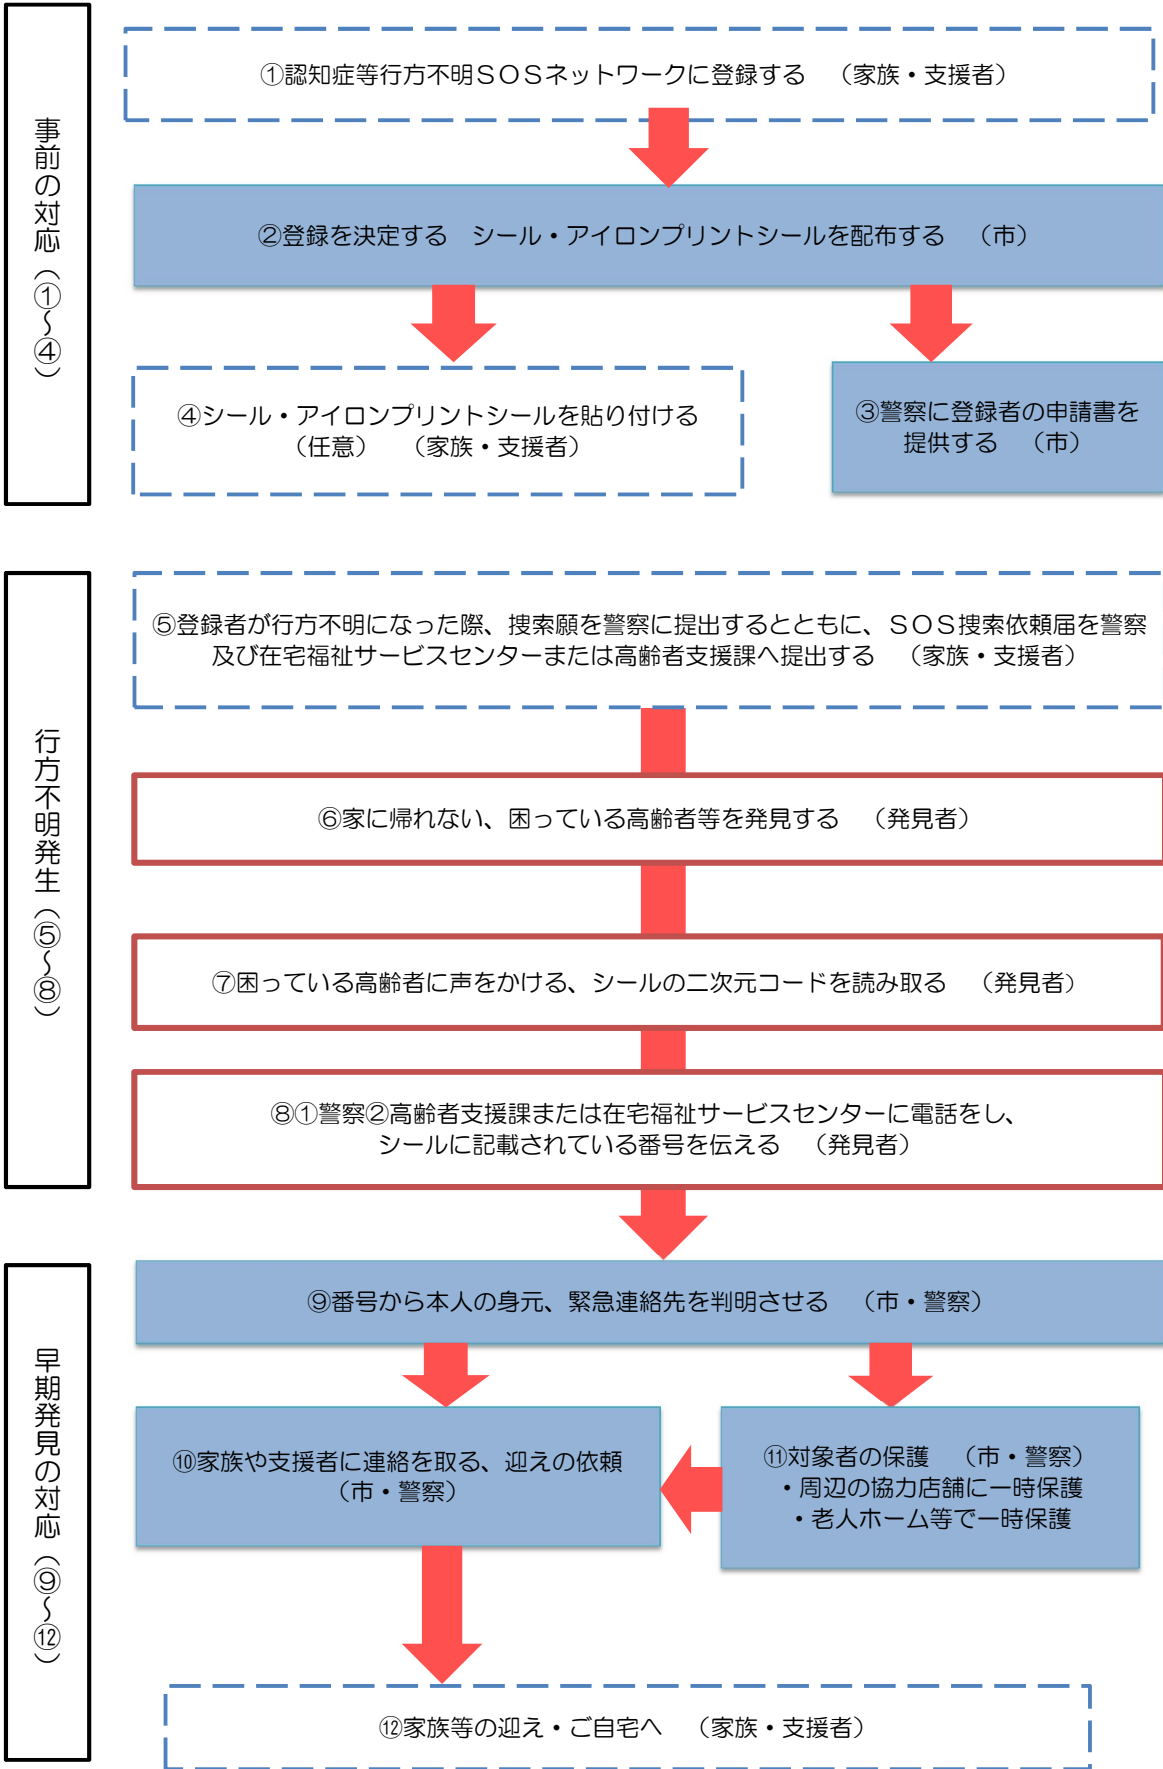 事前の対応（①～④）
①認知症等行方不明ＳＯＳネットワークに登録する　（家族・支援者）
②登録を決定する　シール・アイロンプリントシールを配布する　（市）
④シール・アイロンプリントシールを貼り付ける
（任意）　（家族・支援者）
③警察に登録者の申請書を
提供する　（市）
行方不明発生（⑤～⑧）
⑤登録者が行方不明になった際、捜索願を警察に提出するとともに、ＳＯＳ捜索依頼届を警察
及び在宅福祉サービスセンターまたは高齢者支援課へ提出する　（家族・支援者）
⑥家に帰れない、困っている高齢者等を発見する　（発見者）
⑦困っている高齢者に声をかける、シールの二次元コードを読み取る　（発見者）
⑧①警察②高齢者支援課または在宅福祉サービスセンターに電話をし、
シールに記載されている番号を伝える　（発見者）
早期発見の対応（⑨～⑫）
⑨番号から本人の身元、緊急連絡先を判明させる　（市・警察）
⑩家族や支援者に連絡を取る、迎えの依頼
（市・警察）
⑪対象者の保護　（市・警察）
・周辺の協力店舗に一時保護
・老人ホーム等で一時保護
⑫家族等の迎え・ご自宅へ　（家族・支援者）